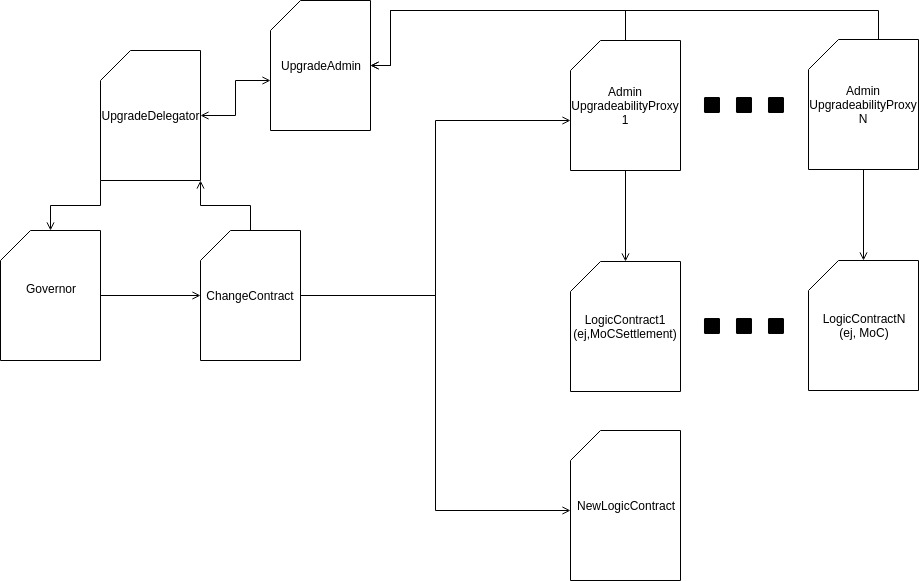 UpgradeAdmin
UpgradeDelegator
Admin
UpgradeabilityProxy
1
Admin
UpgradeabilityProxy
N
Governor
ChangeContract
LogicContract1
(ej,MoCSettlement)
LogicContractN
(ej, MoC)
NewLogicContract